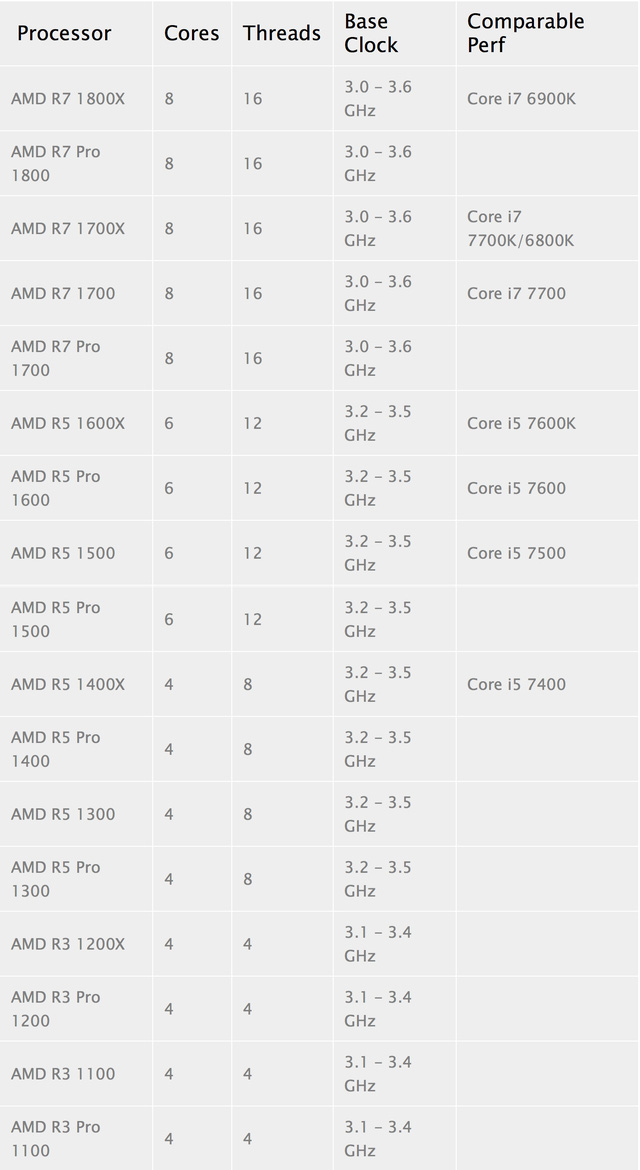 Processor Cores Threads Base Clock Comparable Perf
AMD R7 1800X 8 16 3.0 – 3.6 GHz Core i7 6900K
AMD R7 Pro 1800 8 16 3.0 – 3.6 GHz
AMD R7 1700X 8 16 3.0 – 3.6 GHz Core i7 7700K/6800K
AMD R7 1700 8 16 3.0 – 3.6 GHz Core i7 7700
AMD R7 Pro 1700 8 16 3.0 – 3.6 GHz
AMD R5 1600X 6 12 3.2 – 3.5 GHz Core i5 7600K
AMD R5 Pro 1600 6 12 3.2 – 3.5 GHz Core i5 7600
AMD R5 1500 6 12 3.2 – 3.5 GHz Core i5 7500
AMD R5 Pro 1500 6 12 3.2 – 3.5 GHz
AMD R5 1400X 4 8 3.2 – 3.5 GHz Core i5 7400
AMD R5 Pro 1400 4 8 3.2 – 3.5 GHz
AMD R5 1300 4 8 3.2 – 3.5 GHz
AMD R5 Pro 1300 4 8 3.2 – 3.5 GHz
AMD R3 1200X 4 4 3.1 – 3.4 GHz
AMD R3 Pro 1200 4 4 3.1 – 3.4 GHz
AMD R3 1100 4 4 3.1 – 3.4 GHz
AMD R3 Pro 1100 4 4 3.1 – 3.4 GHz